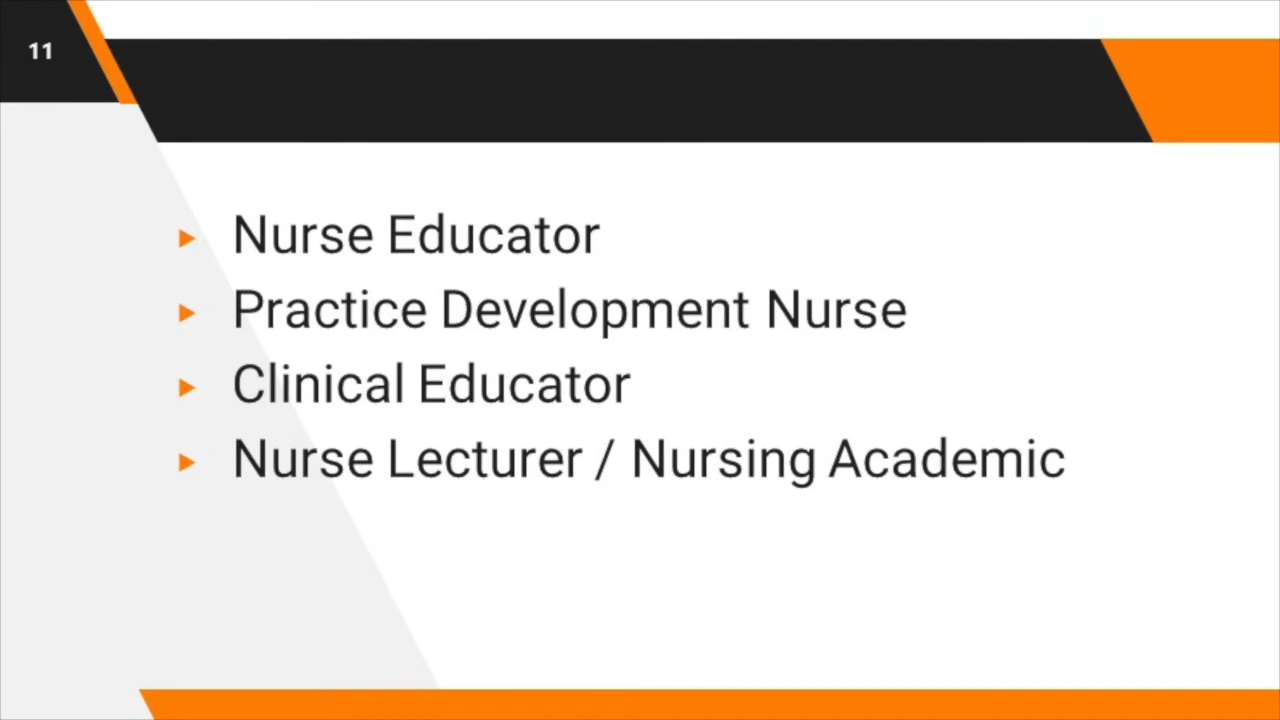 11
Nurse Educator
Practice Development Nurse
Clinical Educator
Nurse Lecturer / Nursing Academic